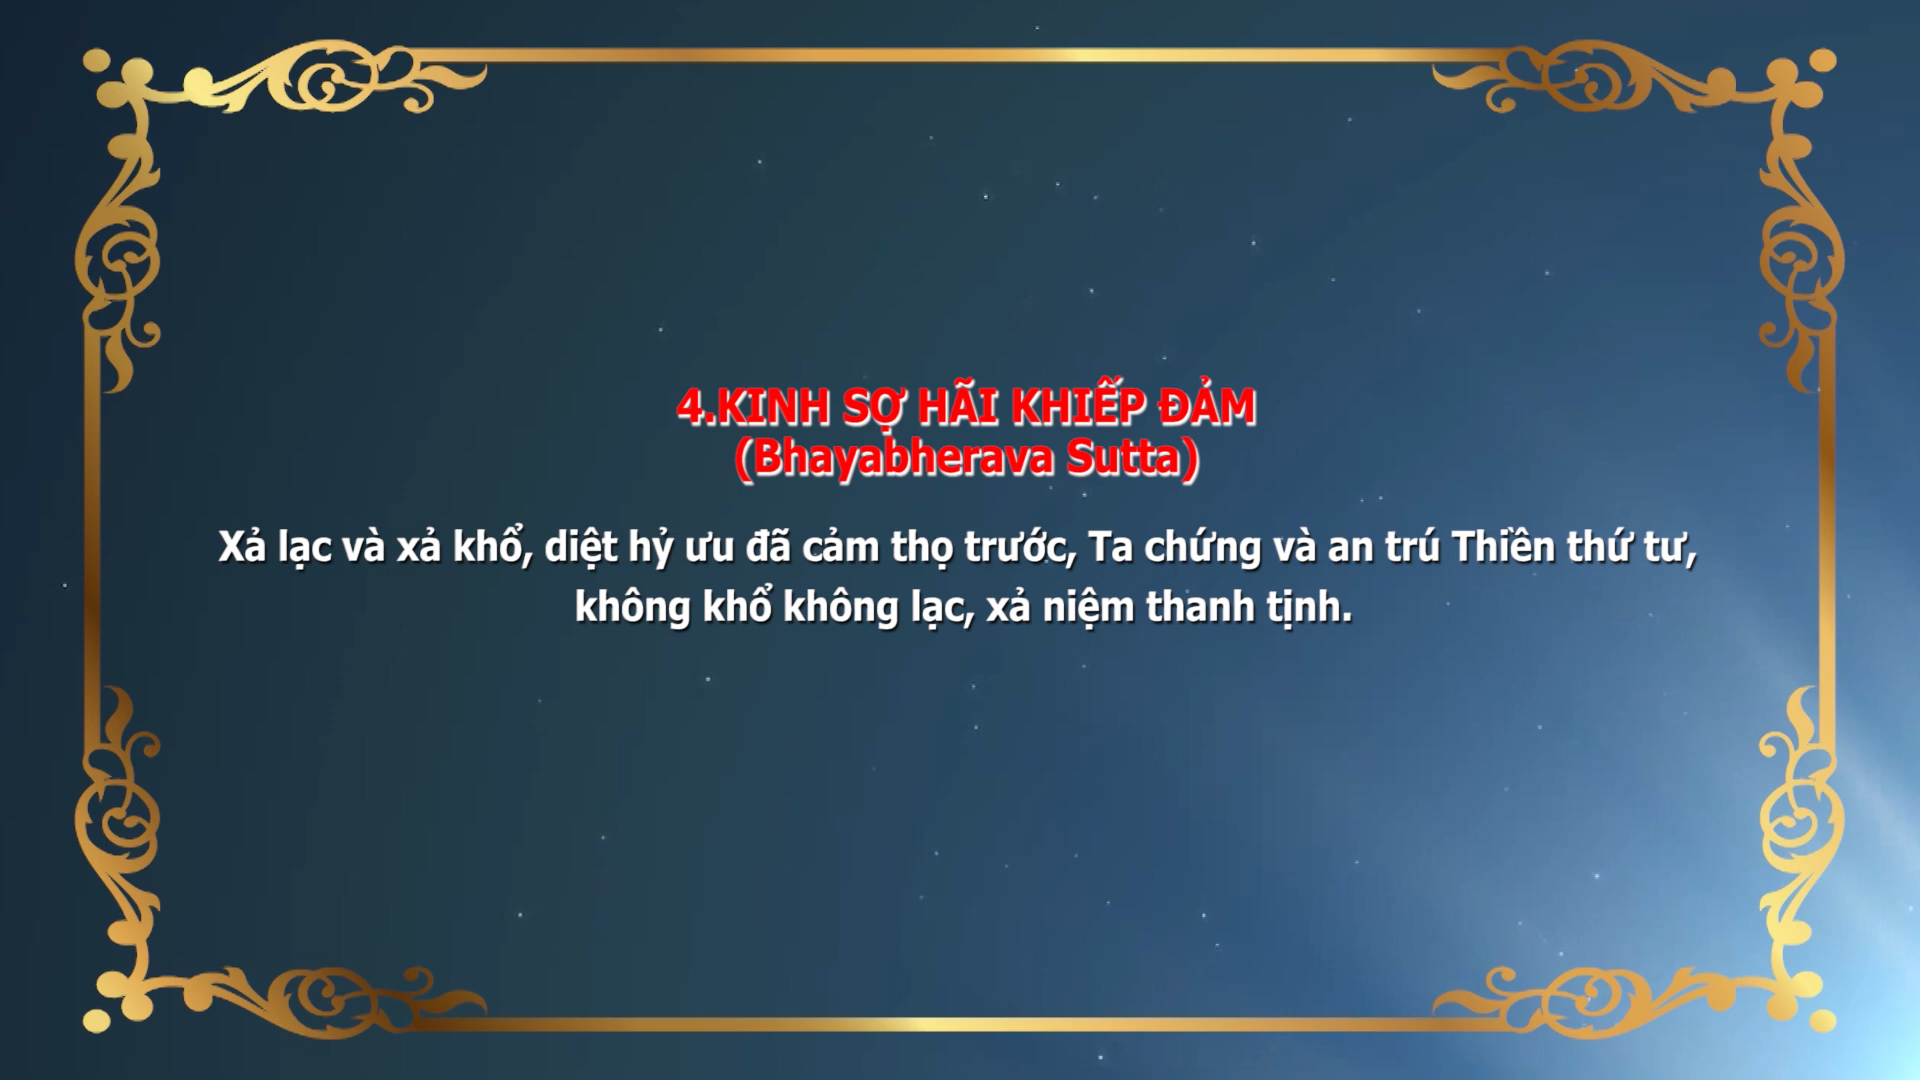 4.KINH SỢ HÃI KHIẾP ĐẢM
(Bhayabherava Sutta)
Xả lạc và xả khổ, diệt hỷ ưu đã cảm thọ trước, Ta chứng và an trú Thiền thứ tư,
không khổ không lạc, xả niệm thanh tịnh.